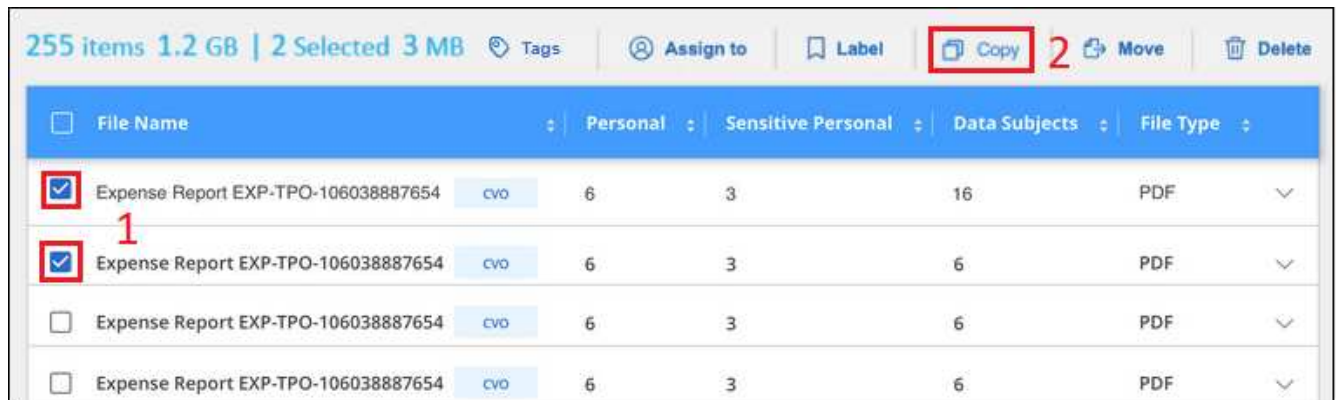 255 items 1.2 GB | 2 Selected 3 MB Tags Assign to Label Copy 2 Move Delete
File Name Personal Sensitive Personal Data Subjects File Type
Expense Report EXP-TPO-106038887654 CVO 6 3 16 PDF
1
Expense Report EXP-TPO-106038887654 CVO 6 3 6 PDF
Expense Report EXP-TPO-106038887654 CVO 6 3 6 PDF
Expense Report EXP-TPO-106038887654 CVO 6 3 6 PDF